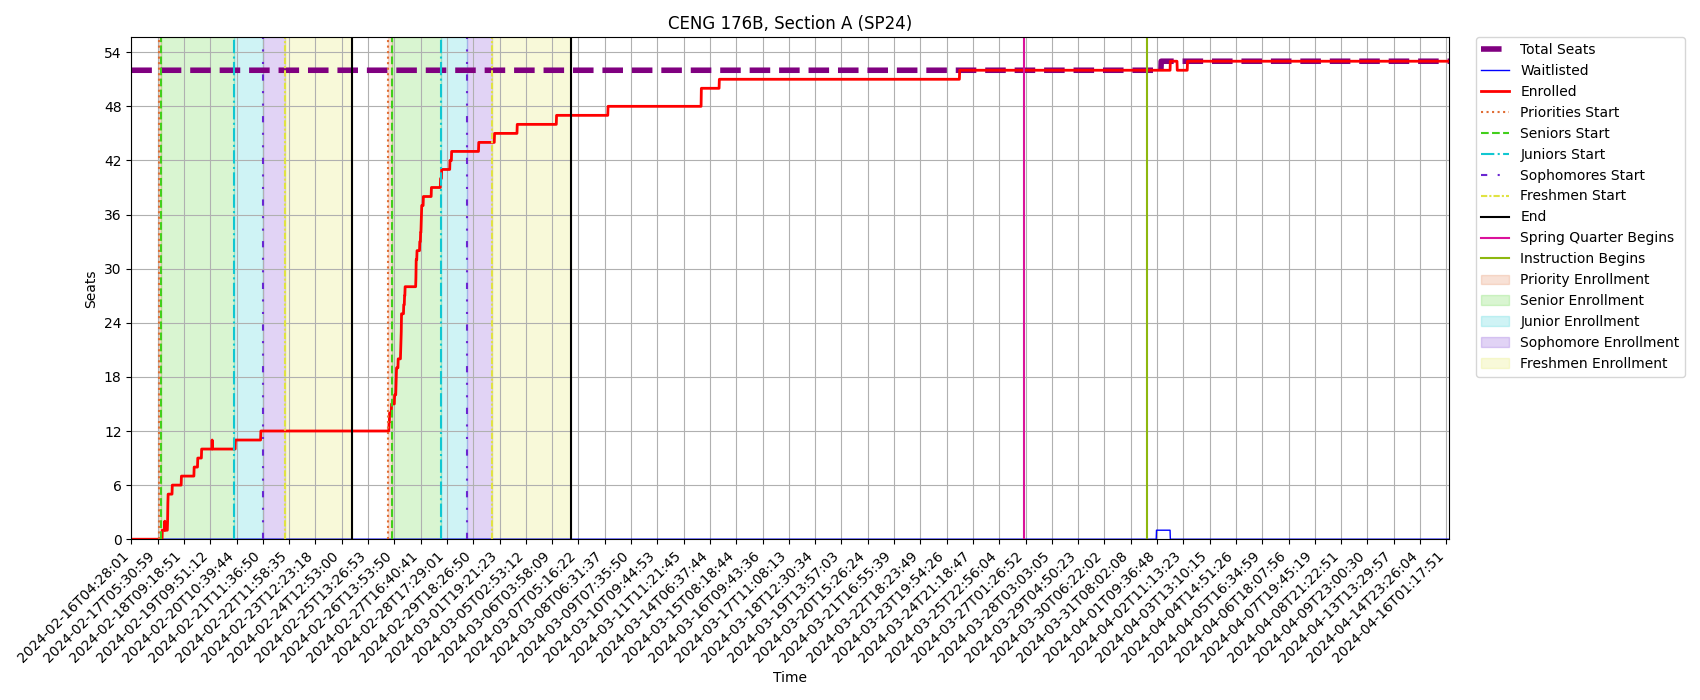 CENG 176B, Section A (SP24)
Seats
54
48
42
36
30
24
18
12
6
0
2024-02-16T04:28:01
2024-02-17T05:30:59
2024-02-18T09:18:51
2024-02-19T09:51:12
2024-02-20T10:39:44
2024-02-21T11:36:50
2024-02-22T11:58:35
2024-02-23T12:23:18
2024-02-24T12:53:00
2024-02-25T13:26:53
2024-02-26T13:53:50
2024-02-27T16:40:41
2024-02-28T17:29:01
2024-02-29T18:26:50
2024-03-01T19:21:23
2024-03-05T02:53:12
2024-03-06T03:58:09
2024-03-07T05:16:22
2024-03-08T06:31:37
2024-03-09T07:35:50
2024-03-10T09:44:53
2024-03-11T11:21:45
2024-03-14T06:37:44
2024-03-15T08:18:44
2024-03-16T09:43:36
2024-03-17T11:08:13
2024-03-18T12:30:34
2024-03-19T13:57:03
2024-03-20T15:26:24
2024-03-21T16:55:39
2024-03-22T18:23:49
2024-03-23T19:54:26
2024-03-24T21:18:47
2024-03-25T22:56:04
2024-03-27T01:26:52
2024-03-28T03:03:05
2024-03-29T04:50:23
2024-03-30T06:22:02
2024-03-31T08:02:08
2024-04-01T09:36:48
2024-04-02T11:13:23
2024-04-03T13:10:15
2024-04-04T14:51:26
2024-04-05T16:34:59
2024-04-06T18:07:56
2024-04-07T19:45:19
2024-04-08T21:22:51
2024-04-09T23:00:30
2024-04-13T13:29:57
2024-04-14T23:26:04
2024-04-16T01:17:51
Time
Total Seats
Waitlisted
Enrolled
Priorities Start
Seniors Start
Juniors Start
Sophomores Start
Freshmen Start
End
Spring Quarter Begins
Instruction Begins
Priority Enrollment
Senior Enrollment
Junior Enrollment
Sophomore Enrollment
Freshmen Enrollment